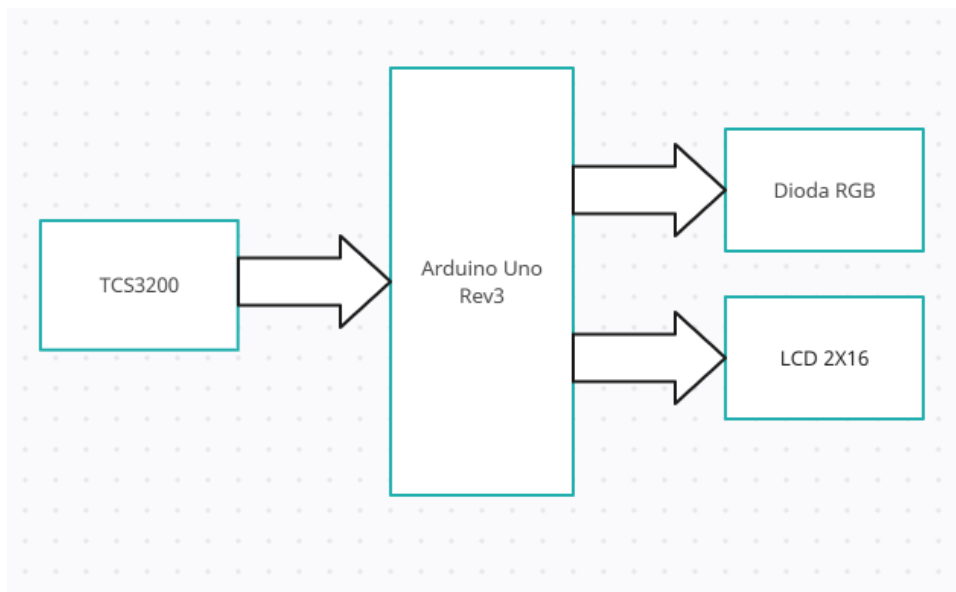 TCS3200
Arduino Uno
Rev3
Dioda RGB
LCD 2X16